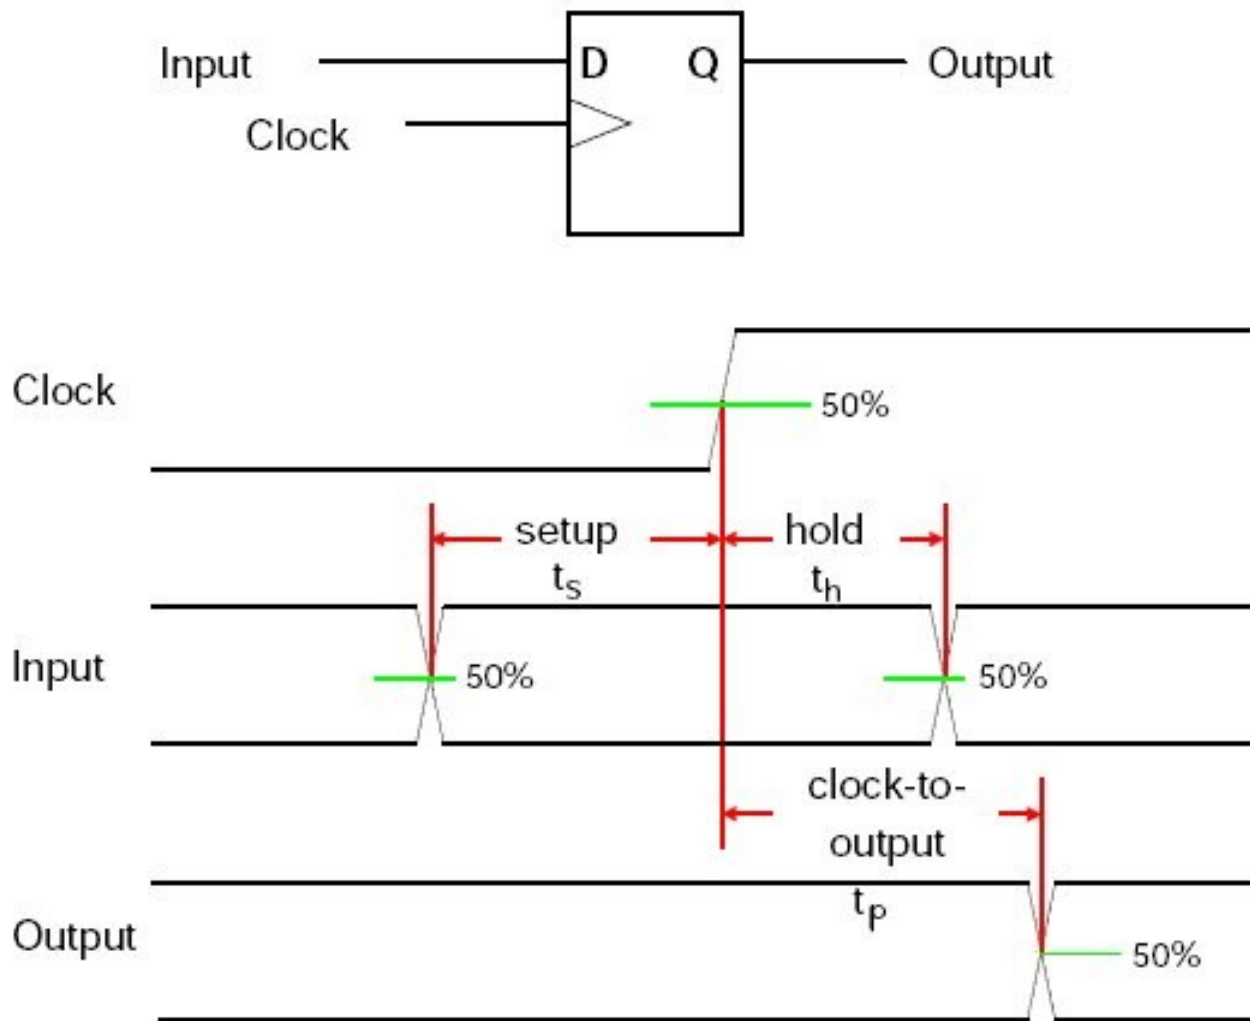 Input D Q Output
Clock
Clock 50%
setup hold
ts th
Input 50% 50%
clock-to-
output
tp
Output 50%